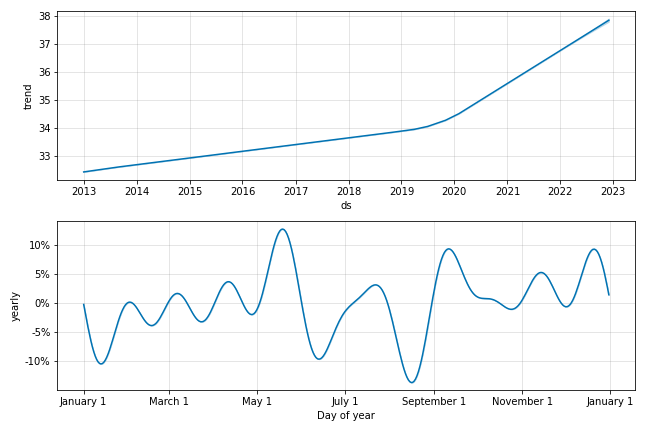 38
37
36
35
34
33
trend
2013 2014 2015 2016 2017 2018 2019 2020 2021 2022 2023
ds
10%
5%
0%
-5%
-10%
yearly
January 1 March 1 May 1 July 1 September 1 November 1 January 1
Day of year